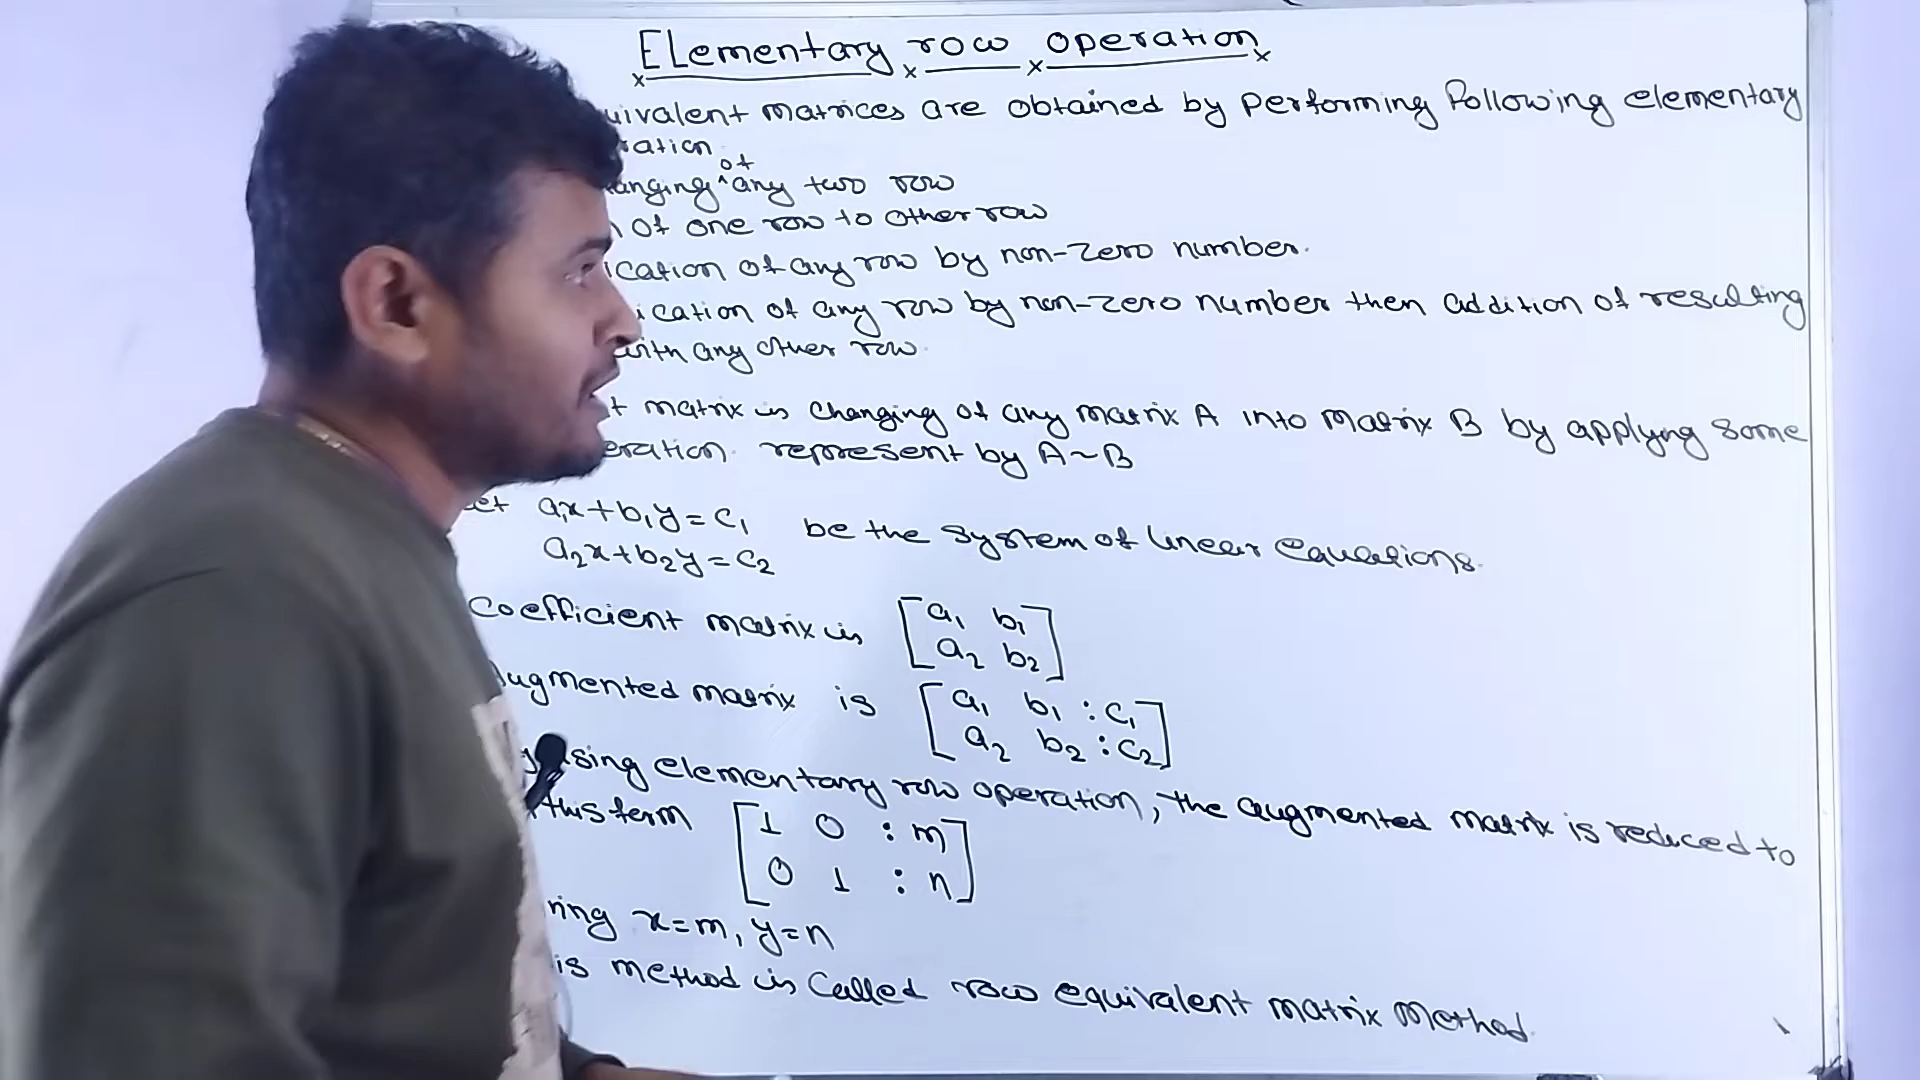 Elementary row operation
uivalent matrices are obtained by performing following elementary
ration
anging ^of any two row
of one row to other row
ication of any row by non-zero number.
ication of any row by non-zero number then addition of resulting
with any other row.
t matrix is changing of any matrix A into matrix B by applying some
eration. represent by A~B
et a₁x+b₁y=c₁ be the system of linear equations.
a₂x+b₂y=c₂
Coefficient matrix is [a₁ b₁
a₂ b₂]
Augmented matrix is [a₁ b₁ : c₁
a₂ b₂ : c₂]
using elementary row operation, the augmented matrix is reduced to
this form [1 0 : m
0 1 : n]
ring x=m, y=n
is method is called row equivalent matrix method.